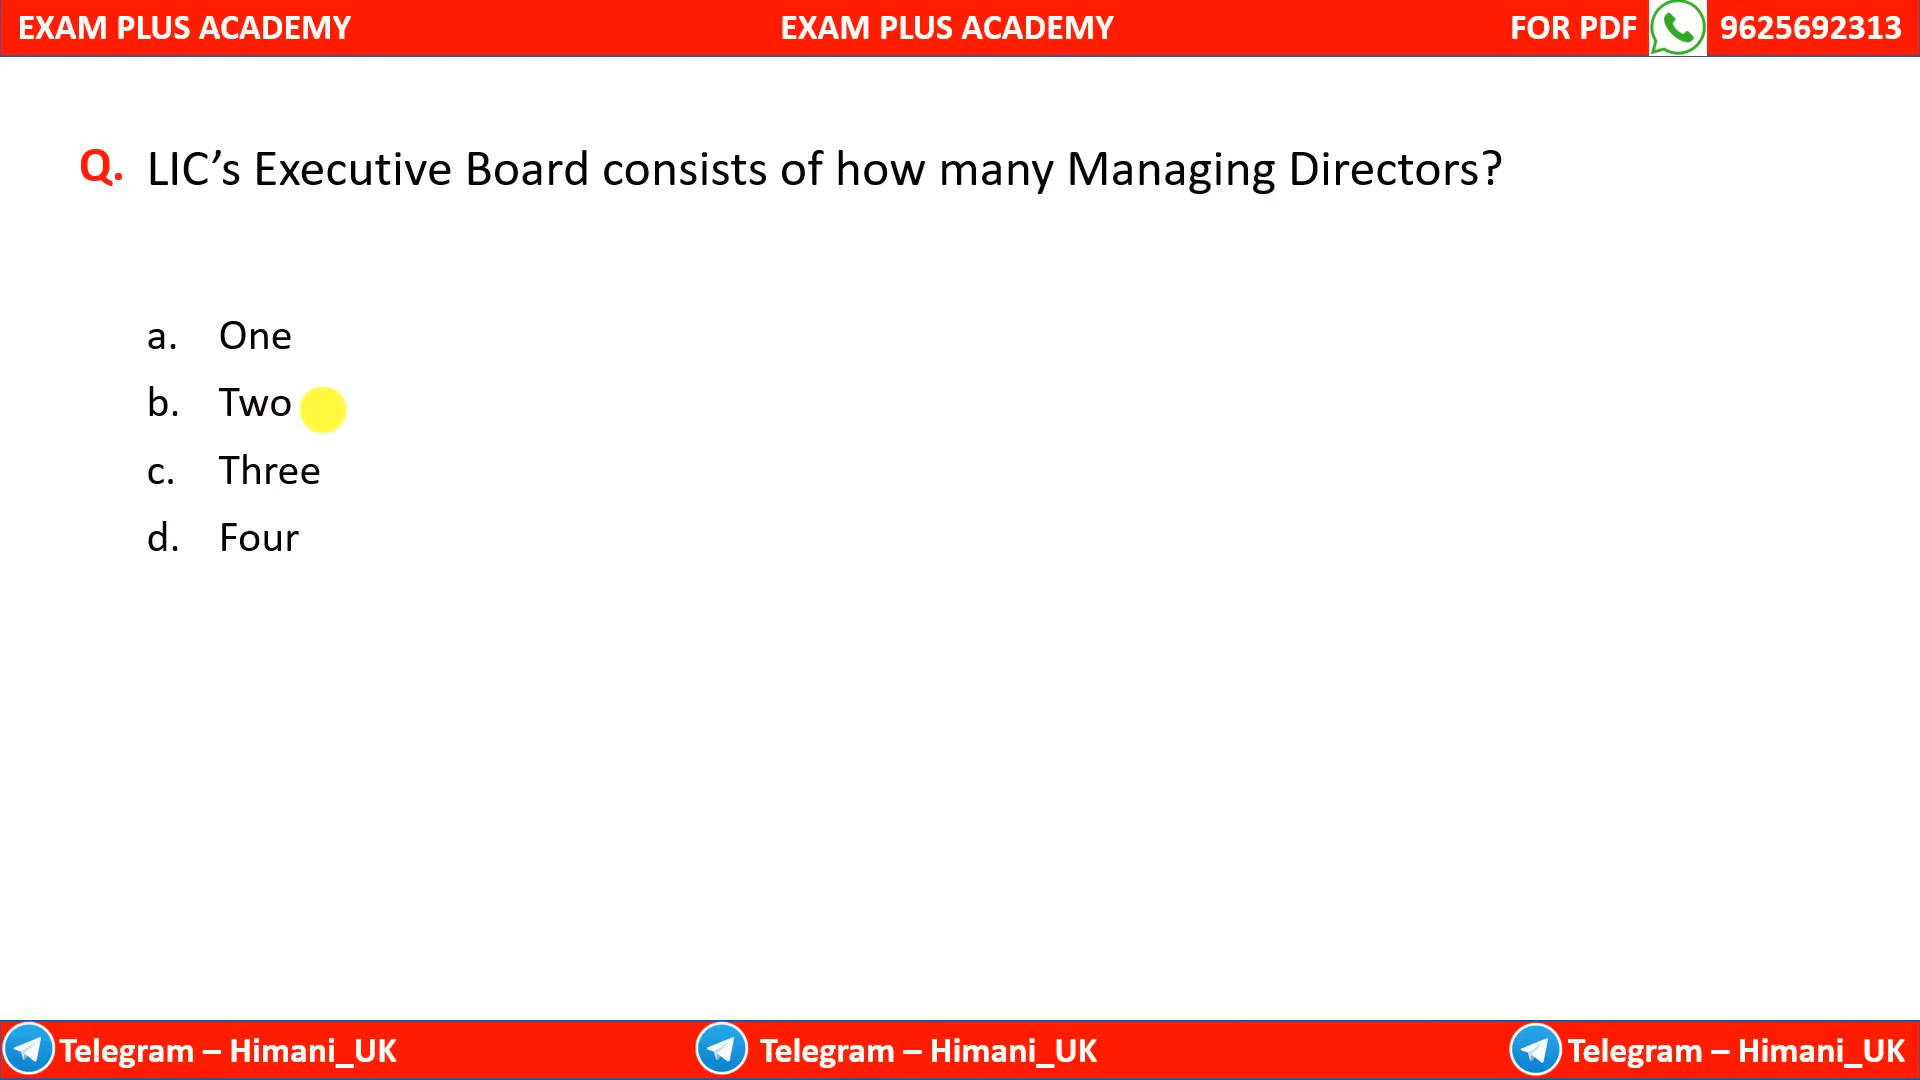 EXAM PLUS ACADEMY EXAM PLUS ACADEMY FOR PDF 9625692313
Q. LIC’s Executive Board consists of how many Managing Directors?
a. One
b. Two
c. Three
d. Four
Telegram – Himani_UK Telegram – Himani_UK Telegram – Himani_UK